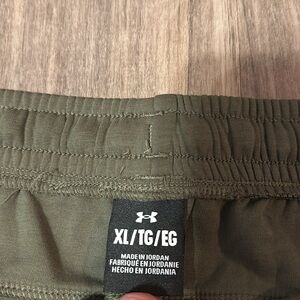 XL/TG/EG
MADE IN JORDAN
FABRIQUÉ EN JORDANIE
HECHO EN JORDANIA